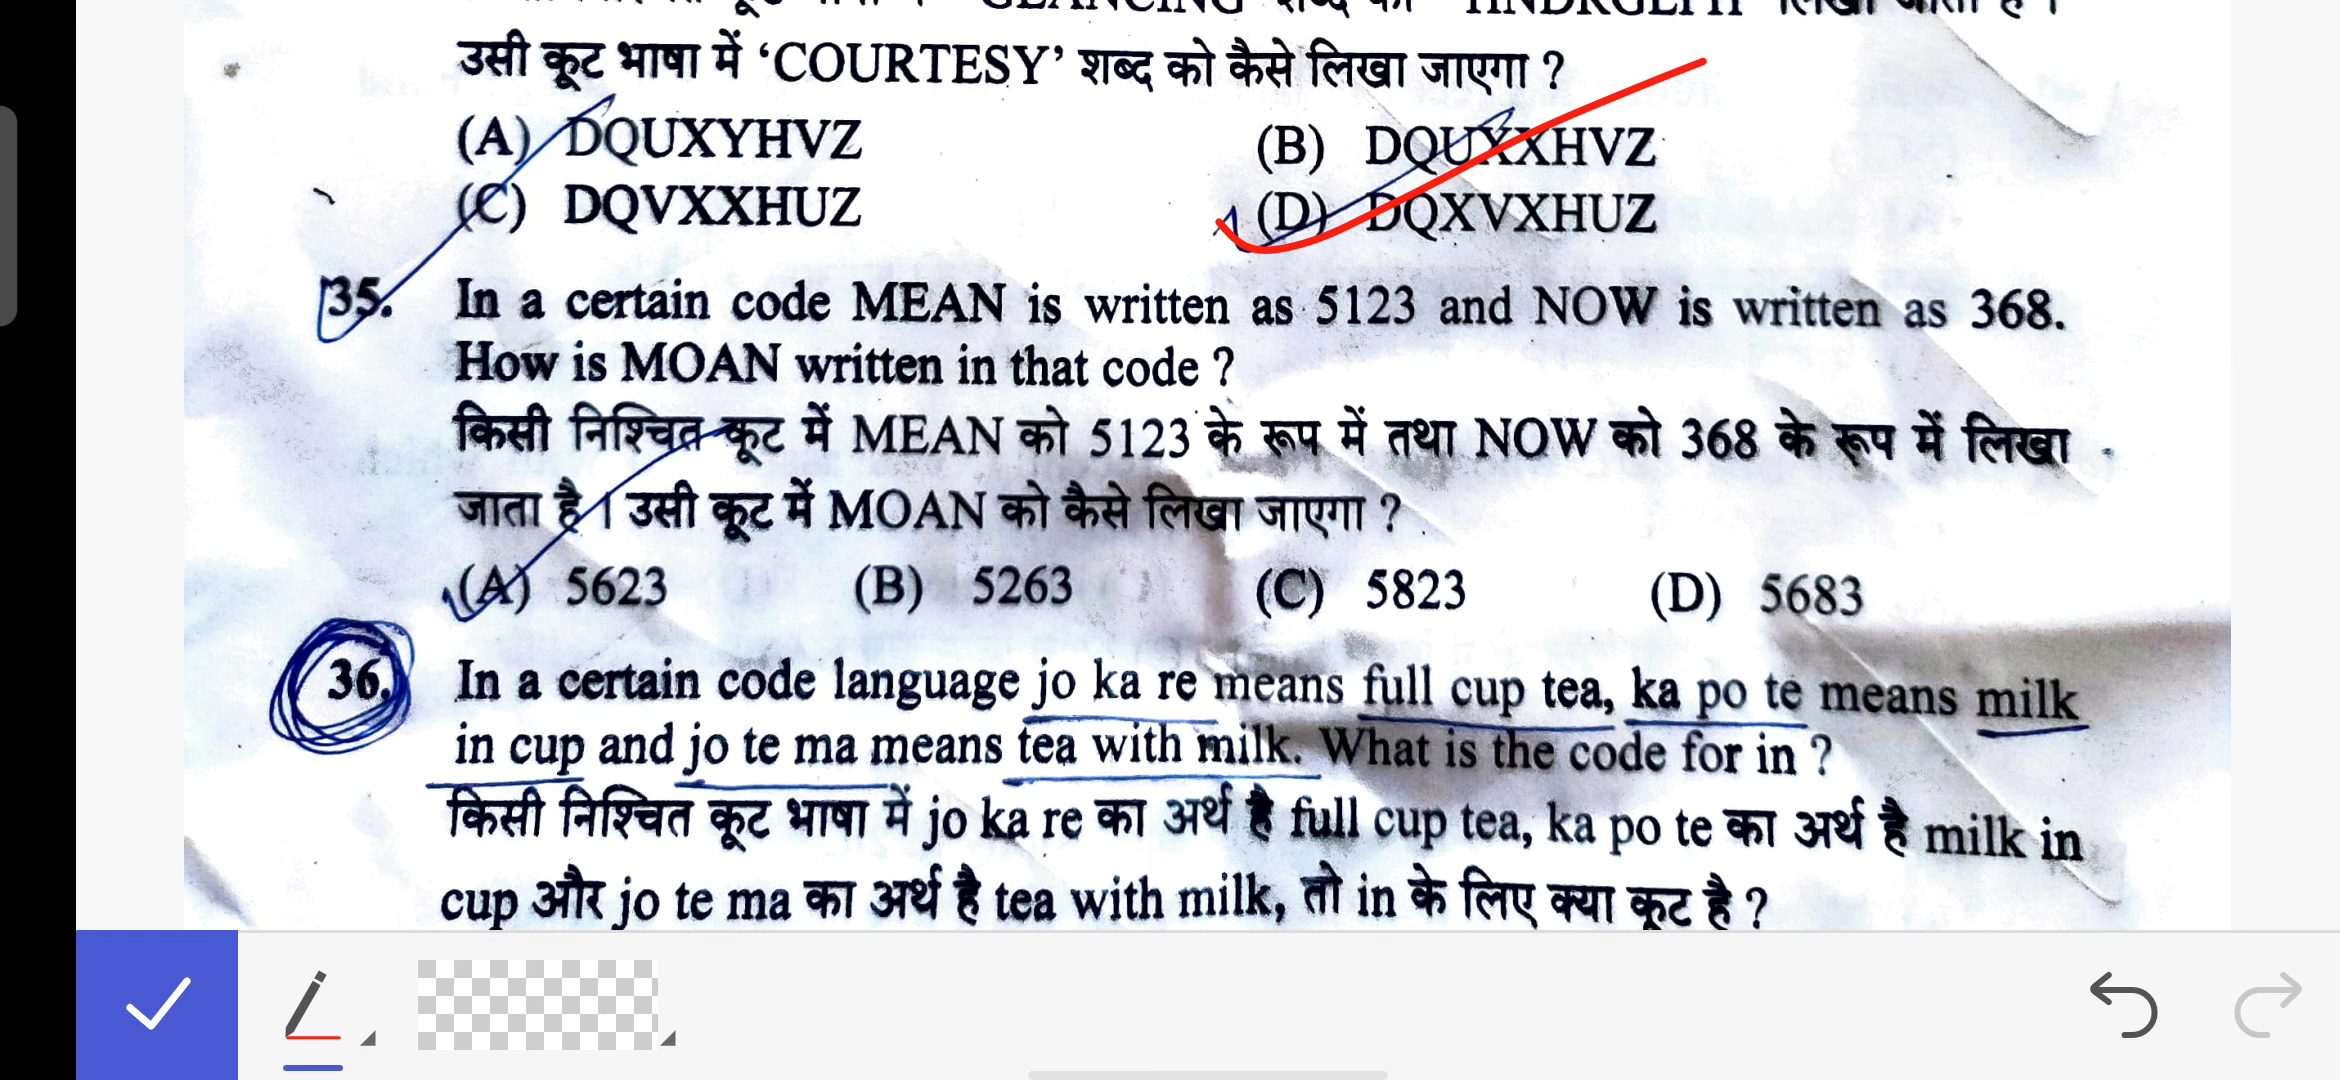 उसी कूट भाषा में ‘COURTESY’ शब्द को कैसे लिखा जाएगा ?
(A) DQUXYHVZ (B) DQUXXHVZ
(C) DQVXXHUZ (D) DQXVXHUZ
35. In a certain code MEAN is written as 5123 and NOW is written as 368.
How is MOAN written in that code ?
किसी निश्चित कूट में MEAN को 5123 के रूप में तथा NOW को 368 के रूप में लिखा
जाता है । उसी कूट में MOAN को कैसे लिखा जाएगा ?
(A) 5623 (B) 5263 (C) 5823 (D) 5683
36. In a certain code language jo ka re means full cup tea, ka po te means milk
in cup and jo te ma means tea with milk. What is the code for in ?
किसी निश्चित कूट भाषा में jo ka re का अर्थ है full cup tea, ka po te का अर्थ है milk in
cup और jo te ma का अर्थ है tea with milk, तो in के लिए क्या कूट है ?